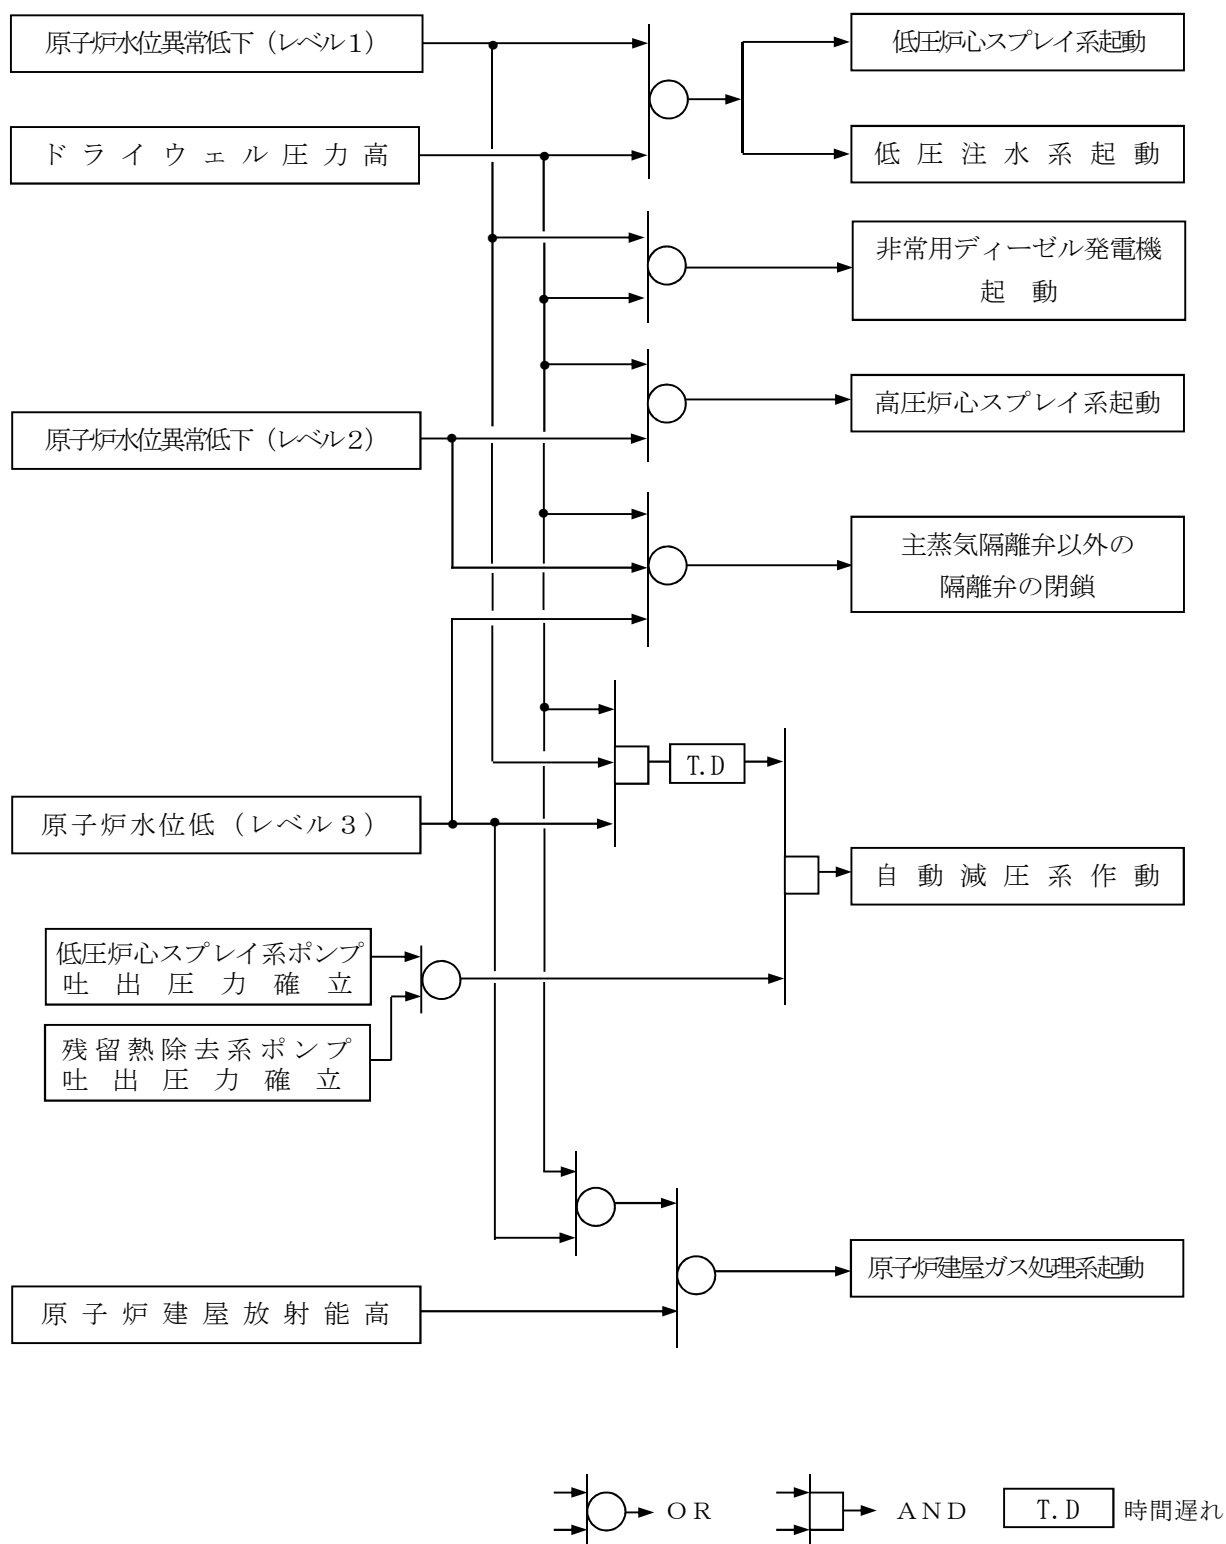 原子炉水位異常低下（レベル１）
低圧炉心スプレイ系起動
ドライウェル圧力高
低圧注水系起動
非常用ディーゼル発電機
起　動
高圧炉心スプレイ系起動
原子炉水位異常低下（レベル２）
主蒸気隔離弁以外の
隔離弁の閉鎖
T.D
原子炉水位低（レベル３）
自動減圧系作動
低圧炉心スプレイ系ポンプ
吐出圧力確立
残留熱除去系ポンプ
吐出圧力確立
原子炉建屋ガス処理系起動
原子炉建屋放射能高
ＯＲ
ＡＮＤ
T.D
時間遅れ